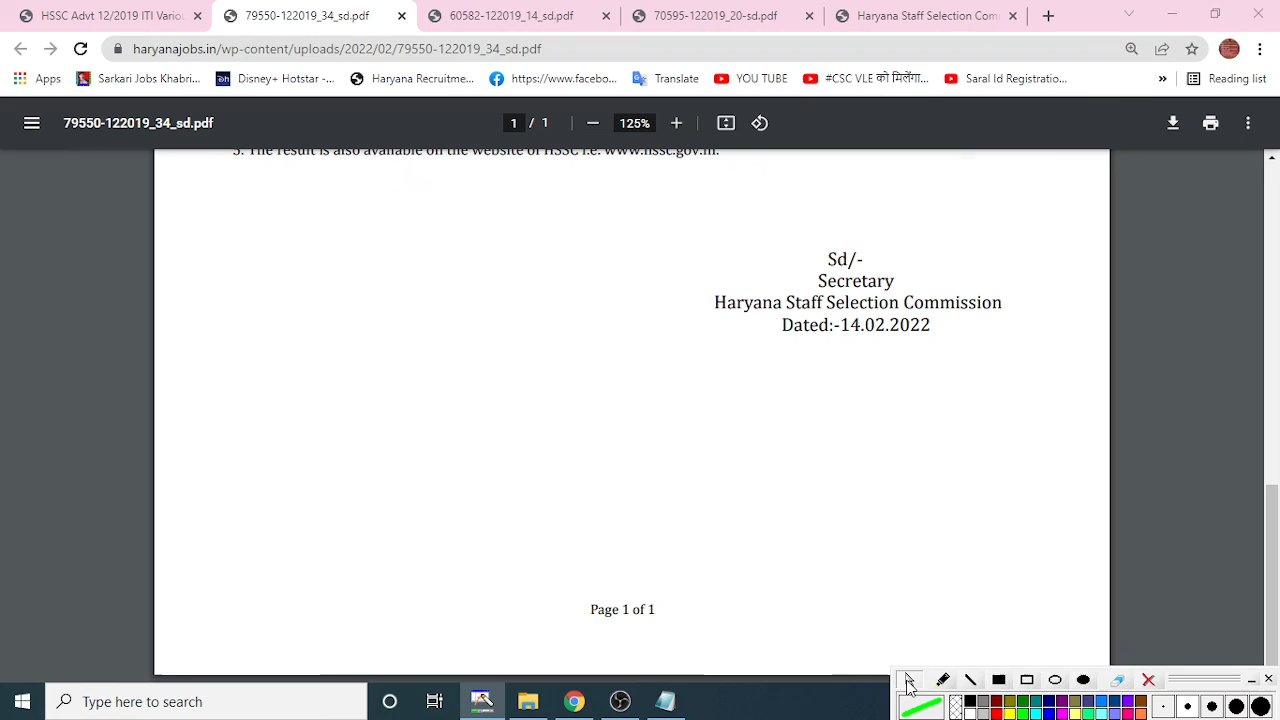 HSSC Advt 12/2019 ITI Vario
79550-122019_34_sd.pdf
60582-122019_14_sd.pdf
70595-122019_20-sd.pdf
Haryana Staff Selection Com
haryanajobs.in/wp-content/uploads/2022/02/79550-122019_34_sd.pdf
Apps
Sarkari Jobs Khabri...
Disney+ Hotstar -...
Haryana Recruitme...
https://www.facebo...
Translate
YOU TUBE
#CSC VLE को मिलेंगा...
Saral Id Registratio...
»
Reading list
79550-122019_34_sd.pdf
1 / 1
125%
5. The result is also available on the website of HSSC i.e. www.hssc.gov.in.
Sd/-
Secretary
Haryana Staff Selection Commission
Dated:-14.02.2022
Page 1 of 1
Type here to search